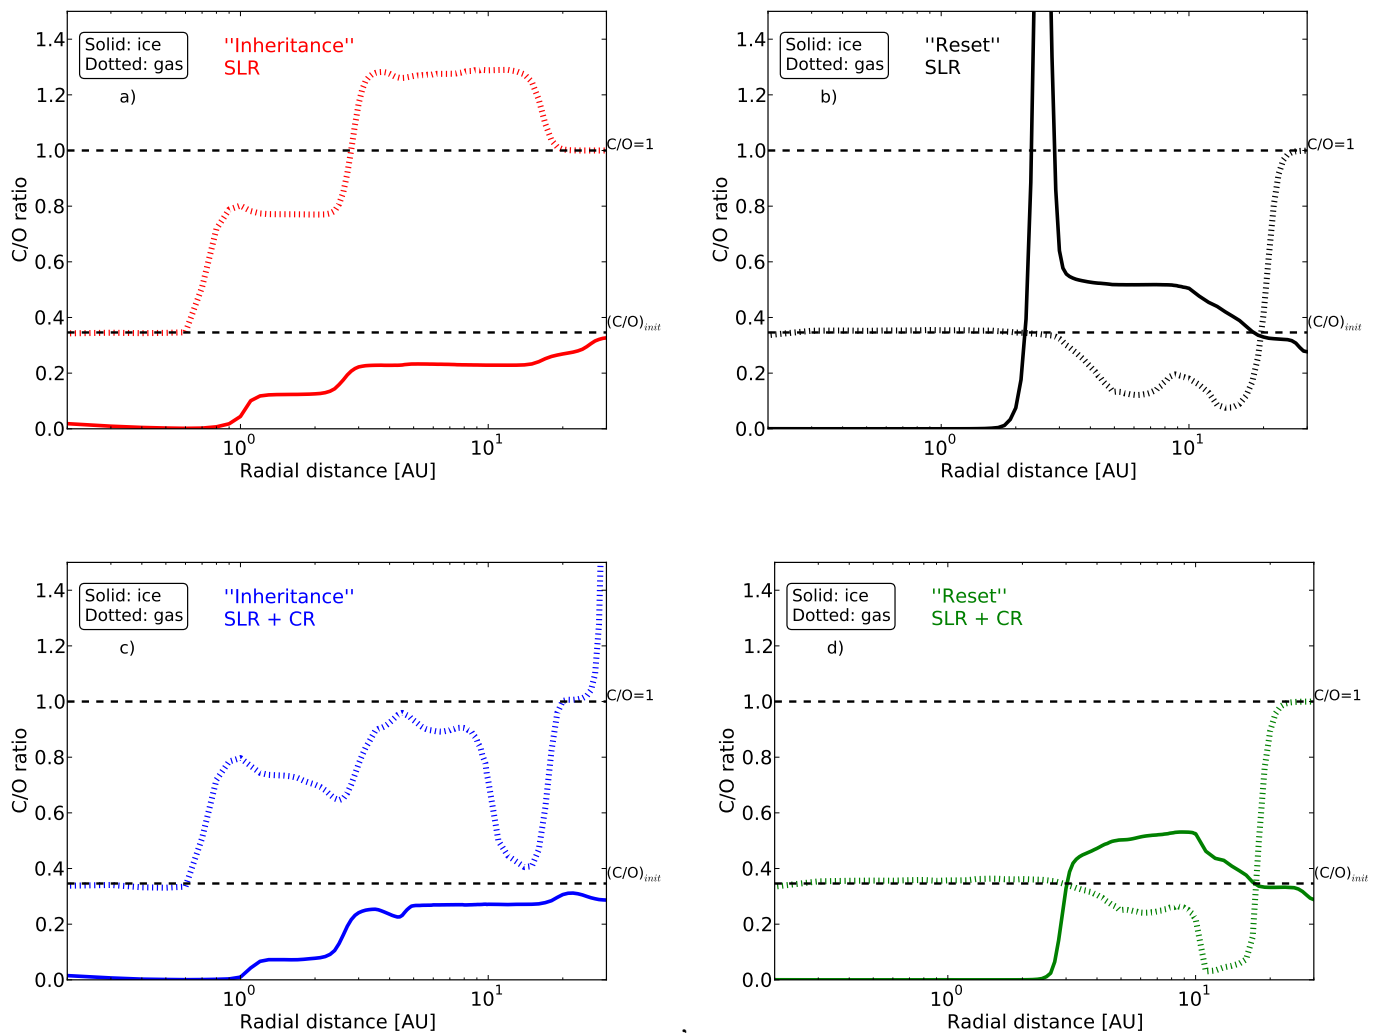 Solid: ice
Dotted: gas
''Inheritance''
SLR
a)
1.4
1.2
1.0
0.8
0.6
0.4
0.2
0.0
C/O ratio
C/O=1
(C/O)init
10^0
10^1
Radial distance [AU]
Solid: ice
Dotted: gas
''Reset''
SLR
b)
1.4
1.2
1.0
0.8
0.6
0.4
0.2
0.0
C/O ratio
C/O=1
(C/O)init
10^0
10^1
Radial distance [AU]
Solid: ice
Dotted: gas
''Inheritance''
SLR + CR
c)
1.4
1.2
1.0
0.8
0.6
0.4
0.2
0.0
C/O ratio
C/O=1
(C/O)init
10^0
10^1
Radial distance [AU]
Solid: ice
Dotted: gas
''Reset''
SLR + CR
d)
1.4
1.2
1.0
0.8
0.6
0.4
0.2
0.0
C/O ratio
C/O=1
(C/O)init
10^0
10^1
Radial distance [AU]